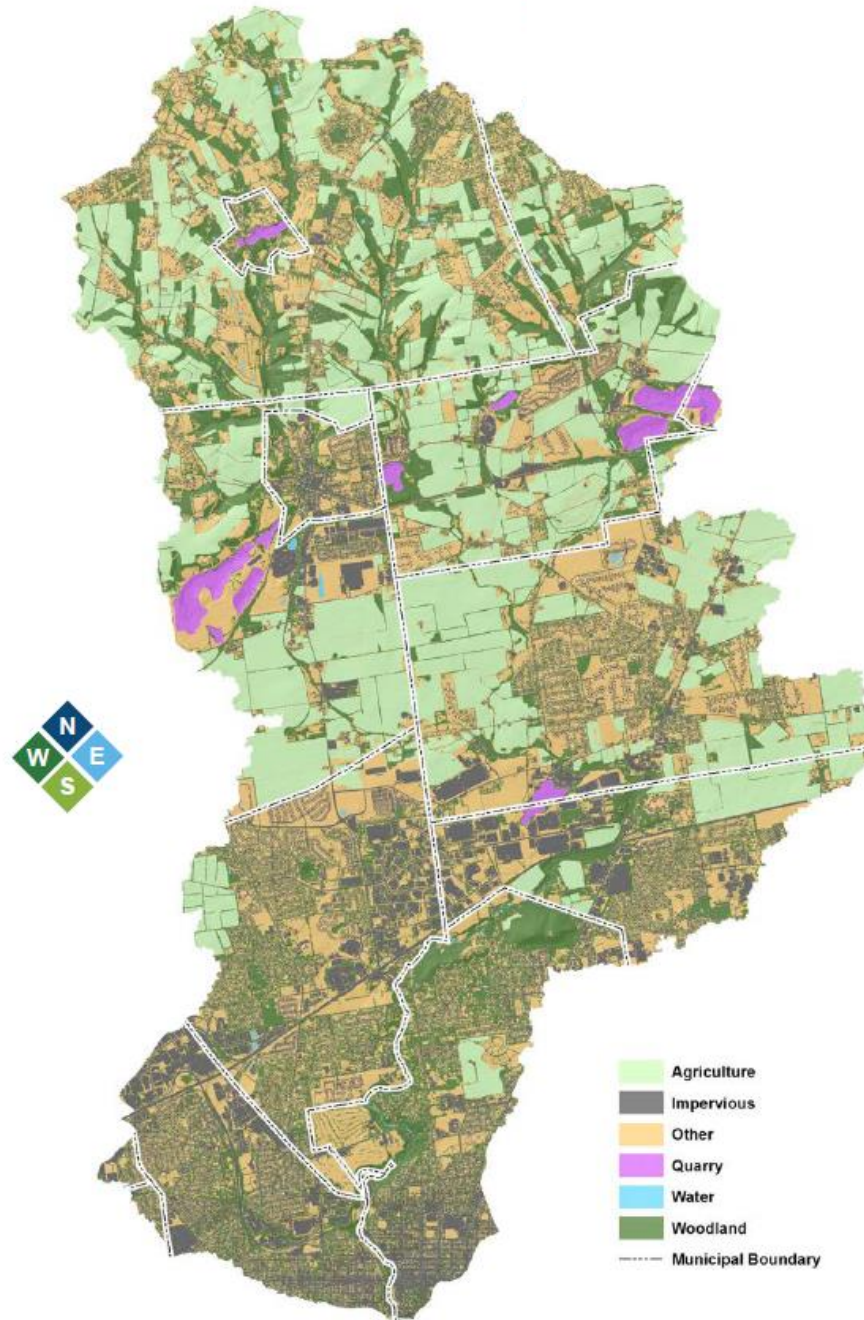 N
W E
S
Agriculture
Impervious
Other
Quarry
Water
Woodland
Municipal Boundary